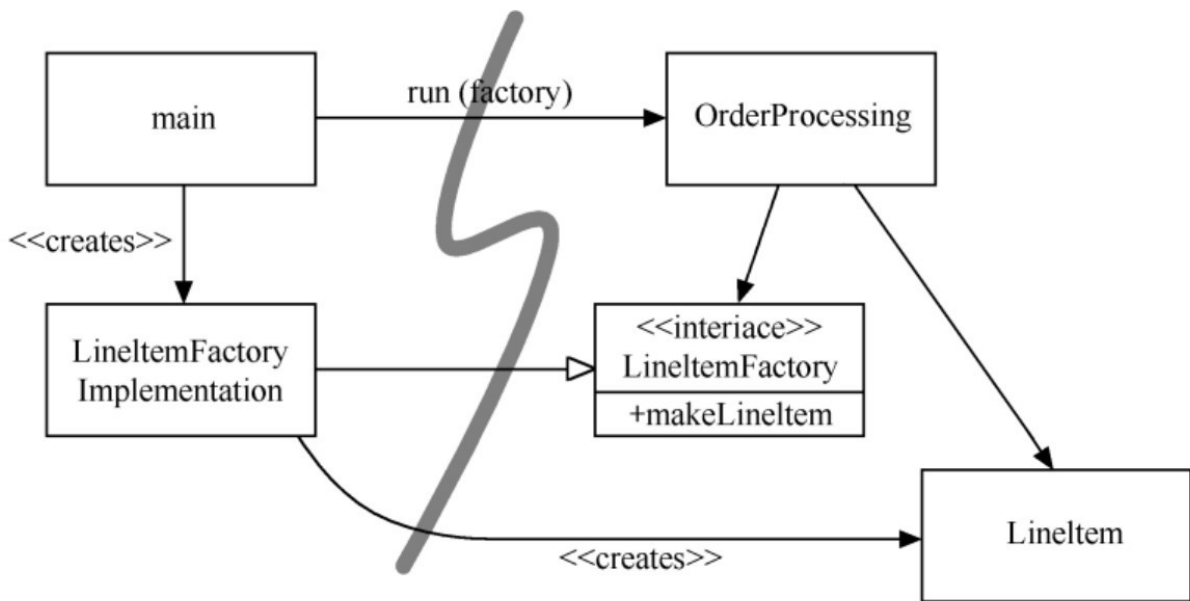 main
run (factory)
OrderProcessing
<<creates>>
LineltemFactory
Implementation
<<interiace>>
LineltemFactory
+makeLineltem
<<creates>>
Lineltem